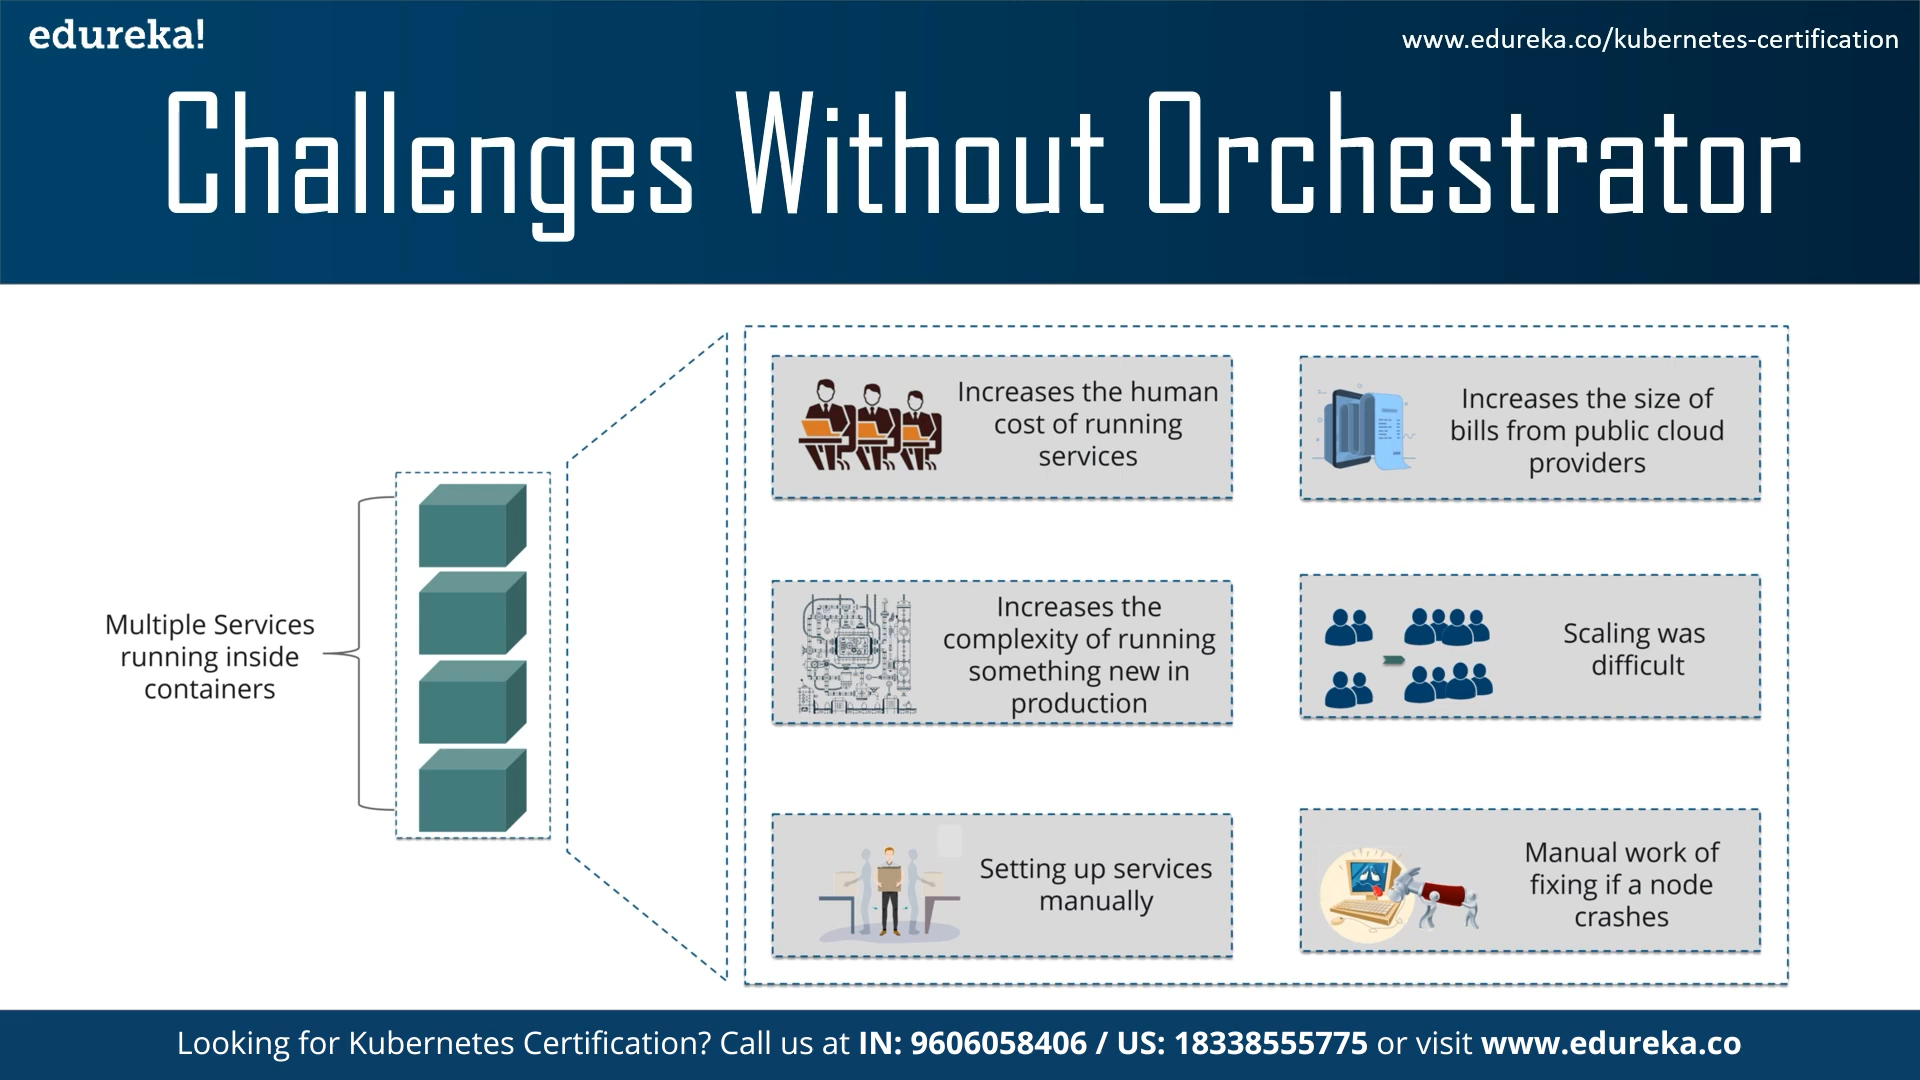 edureka!
www.edureka.co/kubernetes-certification
Challenges Without Orchestrator
Multiple Services
running inside
containers
Increases the human
cost of running
services
Increases the size of
bills from public cloud
providers
Increases the
complexity of running
something new in
production
Scaling was
difficult
Setting up services
manually
Manual work of
fixing if a node
crashes
Looking for Kubernetes Certification? Call us at IN: 9606058406 / US: 18338555775 or visit www.edureka.co